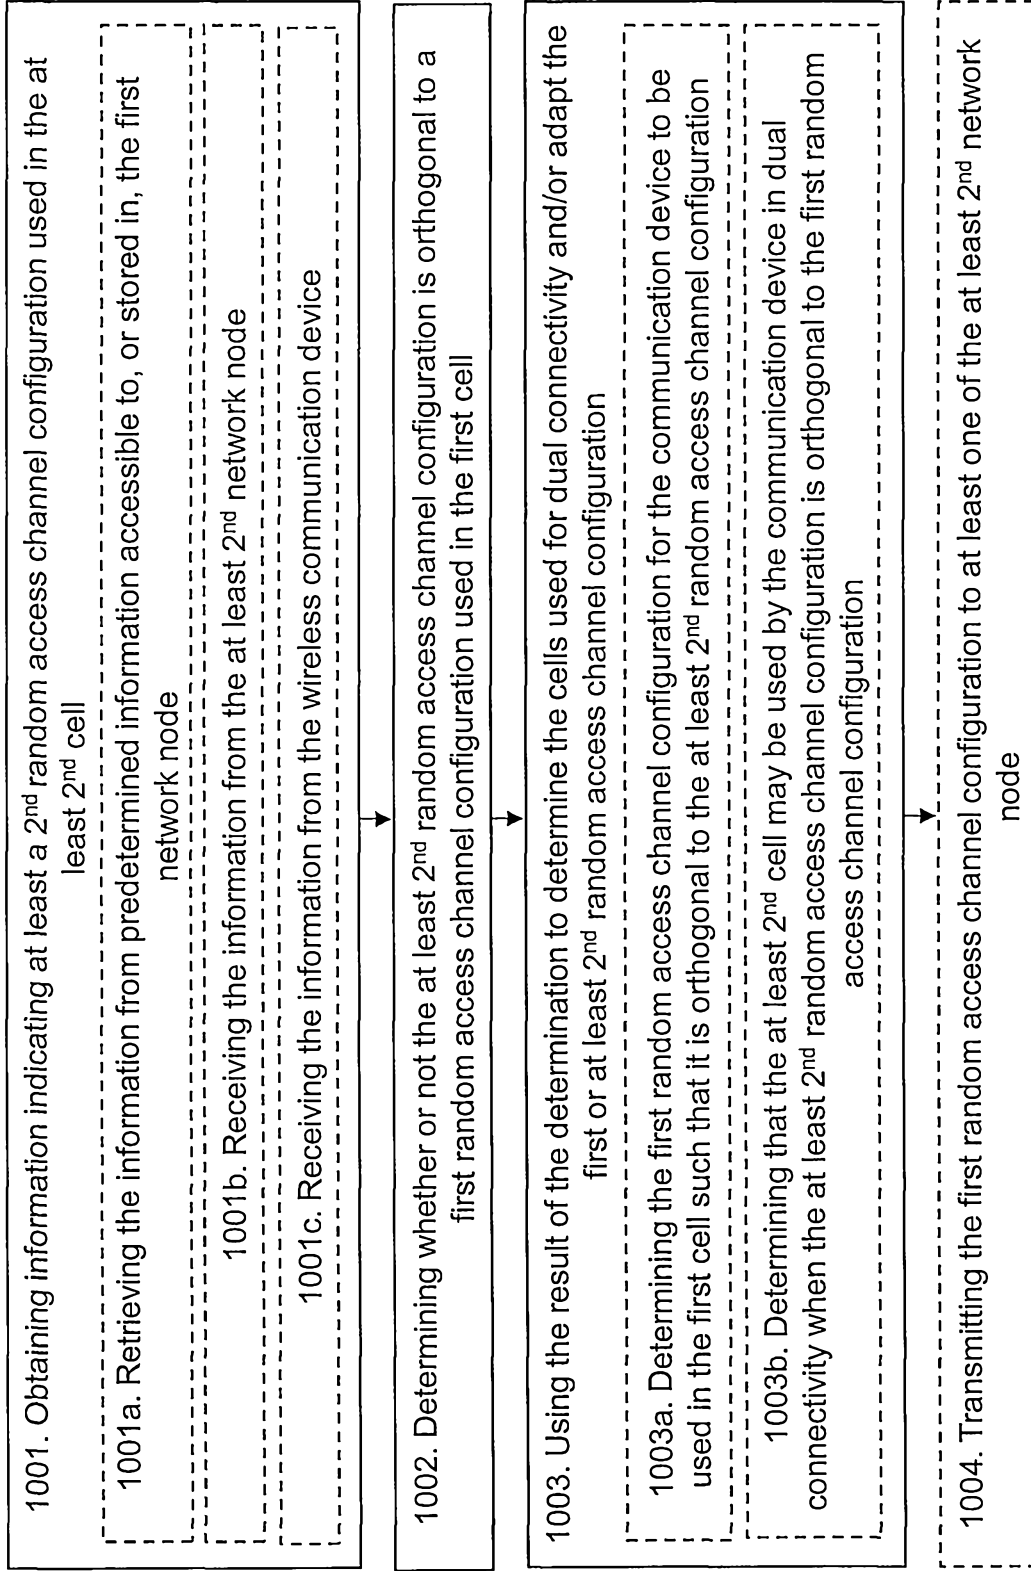 1001. Obtaining information indicating at least a 2nd random access channel configuration used in the at
least 2nd cell
1001a. Retrieving the information from predetermined information accessible to, or stored in, the first
network node
1001b. Receiving the information from the at least 2nd network node
1001c. Receiving the information from the wireless communication device
1002. Determining whether or not the at least 2nd random access channel configuration is orthogonal to a
first random access channel configuration used in the first cell
1003. Using the result of the determination to determine the cells used for dual connectivity and/or adapt the
first or at least 2nd random access channel configuration
1003a. Determining the first random access channel configuration for the communication device to be
used in the first cell such that it is orthogonal to the at least 2nd random access channel configuration
1003b. Determining that the at least 2nd cell may be used by the communication device in dual
connectivity when the at least 2nd random access channel configuration is orthogonal to the first random
access channel configuration
1004. Transmitting the first random access channel configuration to at least one of the at least 2nd network
node